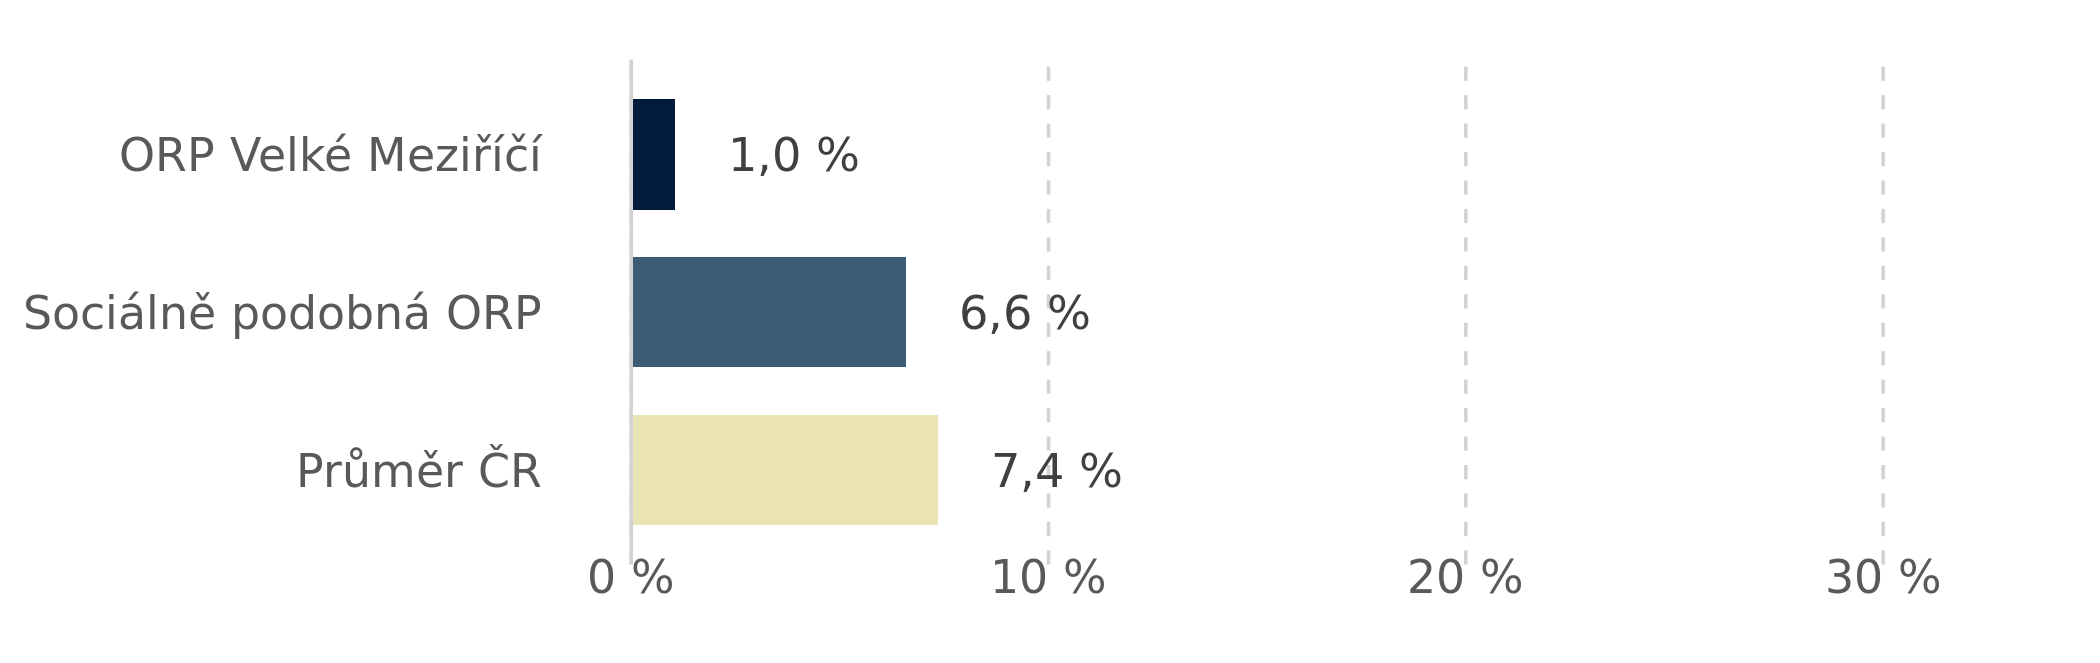 ORP Velké Meziříčí 1,0 %
Sociálně podobná ORP 6,6 %
Průměr ČR 7,4 %
0 % 10 % 20 % 30 %